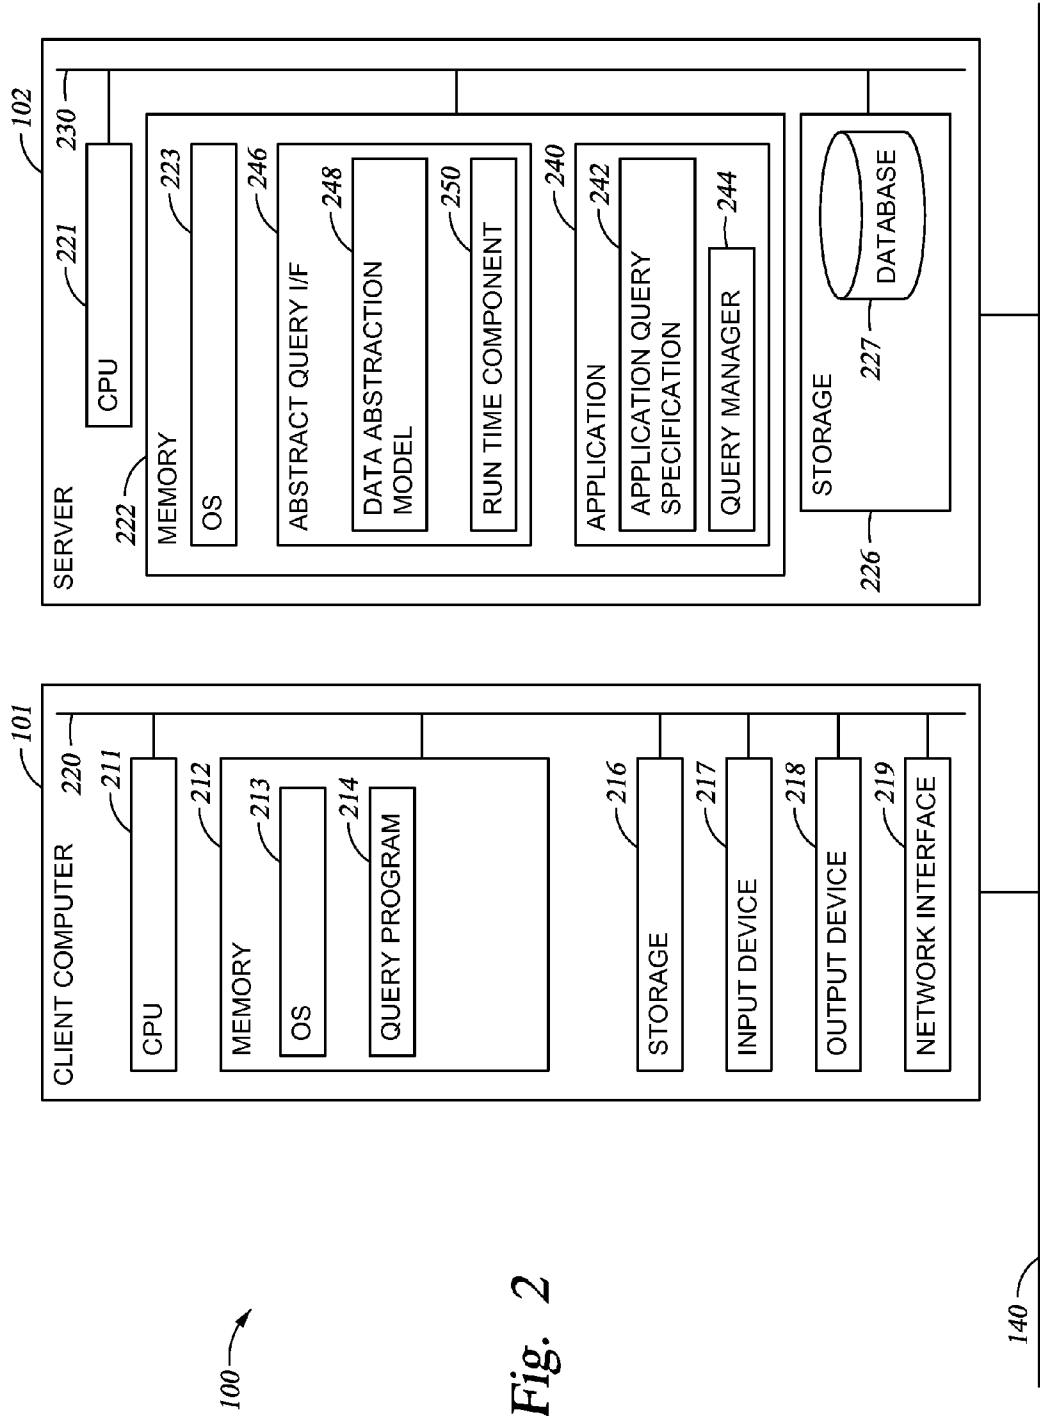 100
CLIENT COMPUTER
101
220
CPU
211
MEMORY
212
OS
213
QUERY PROGRAM
214
STORAGE
216
INPUT DEVICE
217
OUTPUT DEVICE
218
NETWORK INTERFACE
219
SERVER
102
230
CPU
221
222
MEMORY
OS
223
ABSTRACT QUERY I/F
246
DATA ABSTRACTION
MODEL
248
RUN TIME COMPONENT
250
APPLICATION
240
APPLICATION QUERY
SPECIFICATION
242
QUERY MANAGER
244
STORAGE
226
DATABASE
227
140
Fig. 2